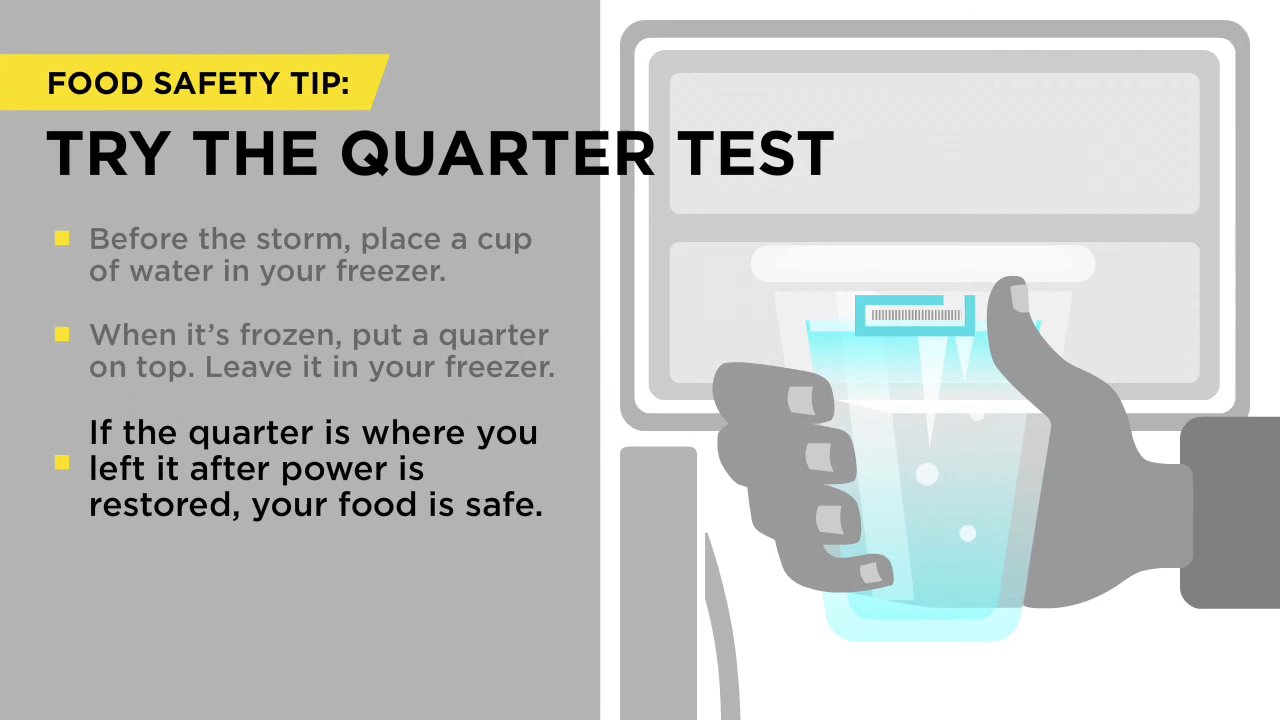 FOOD SAFETY TIP:
TRY THE QUARTER TEST
Before the storm, place a cup
of water in your freezer.
When it’s frozen, put a quarter
on top. Leave it in your freezer.
If the quarter is where you
left it after power is
restored, your food is safe.